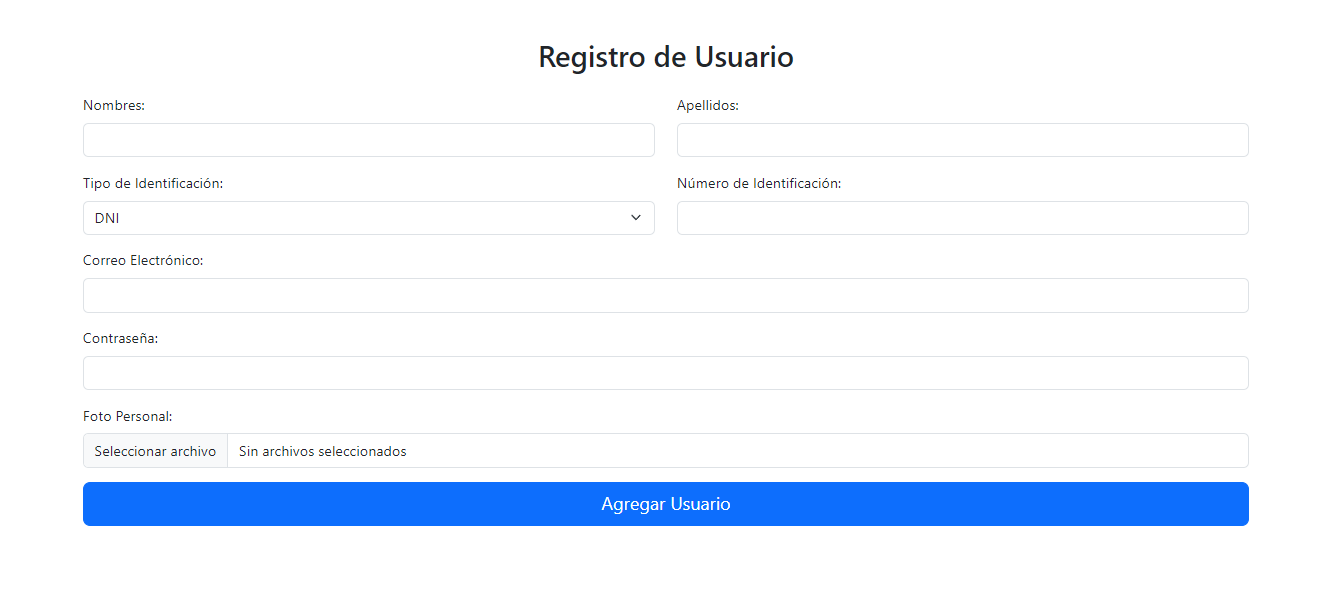 Registro de Usuario
Nombres:
Apellidos:
Tipo de Identificación:
Número de Identificación:
DNI
Correo Electrónico:
Contraseña:
Foto Personal:
Seleccionar archivo Sin archivos seleccionados
Agregar Usuario